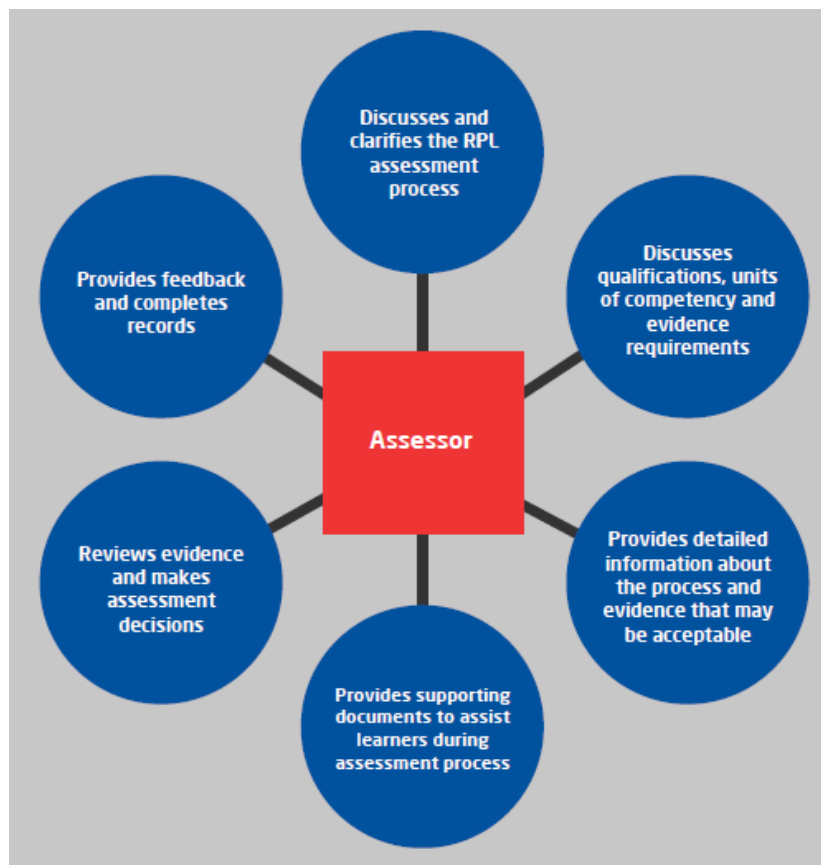 Discusses and
clarifies the RPL
assessment
process
Discusses
qualifications, units
of competency and
evidence
requirements
Provides detailed
information about
the process and
evidence that may
be acceptable
Provides supporting
documents to assist
learners during
assessment process
Reviews evidence
and makes
assessment
decisions
Provides feedback
and completes
records
Assessor